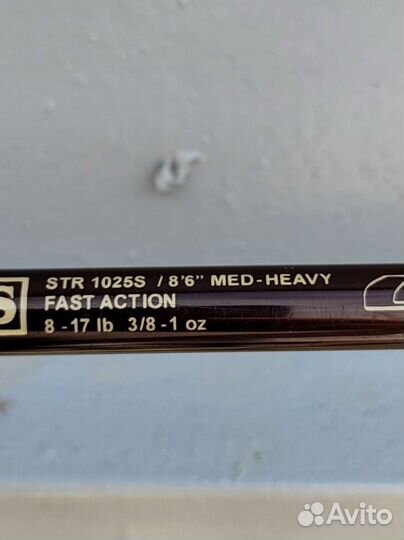 S
STR 1025S / 8'6" MED-HEAVY
FAST ACTION
8 - 17 lb 3/8 - 1 oz
Avito